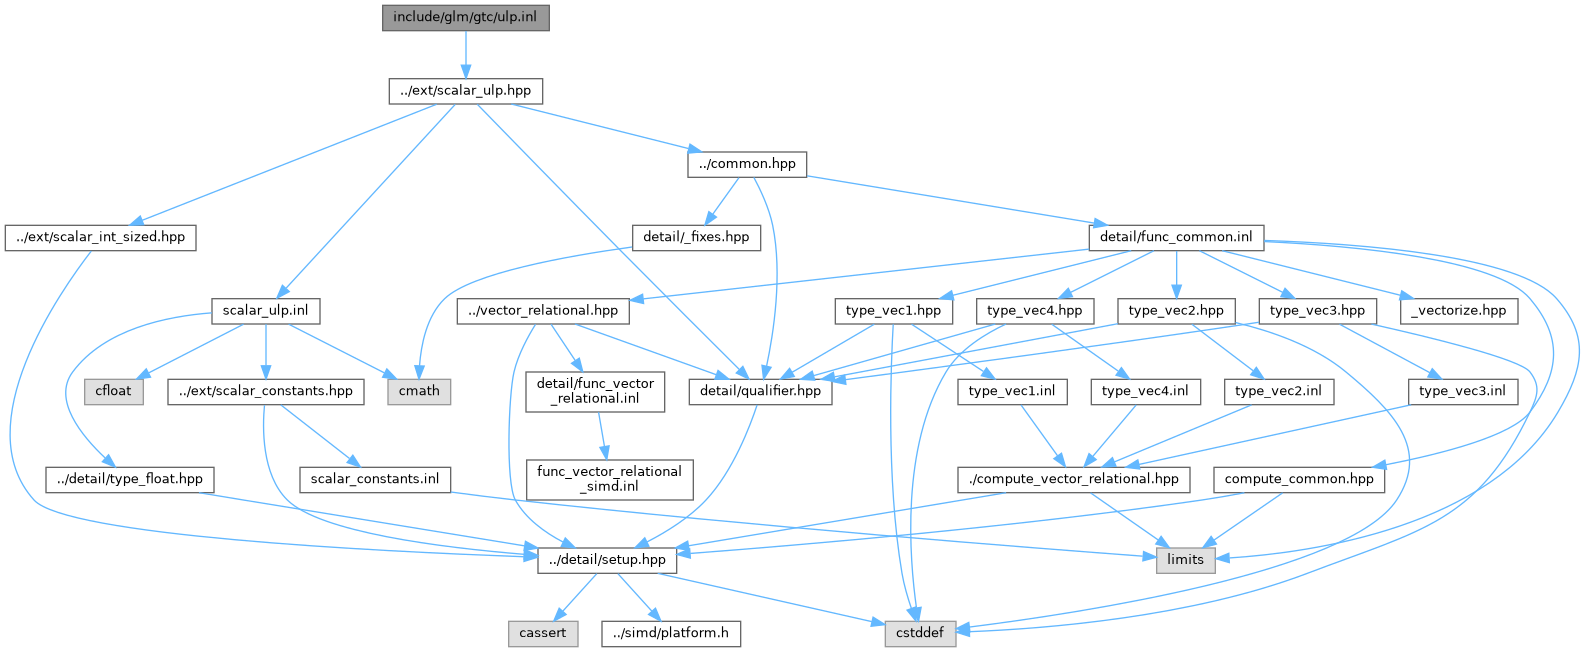 include/glm/gtc/ulp.inl
../ext/scalar_ulp.hpp
../common.hpp
../ext/scalar_int_sized.hpp
detail/_fixes.hpp
detail/func_common.inl
scalar_ulp.inl
../vector_relational.hpp
type_vec1.hpp
type_vec4.hpp
type_vec2.hpp
type_vec3.hpp
_vectorize.hpp
cfloat
../ext/scalar_constants.hpp
cmath
detail/func_vector
_relational.inl
detail/qualifier.hpp
type_vec1.inl
type_vec4.inl
type_vec2.inl
type_vec3.inl
../detail/type_float.hpp
scalar_constants.inl
func_vector_relational
_simd.inl
./compute_vector_relational.hpp
compute_common.hpp
../detail/setup.hpp
limits
cassert
../simd/platform.h
cstddef